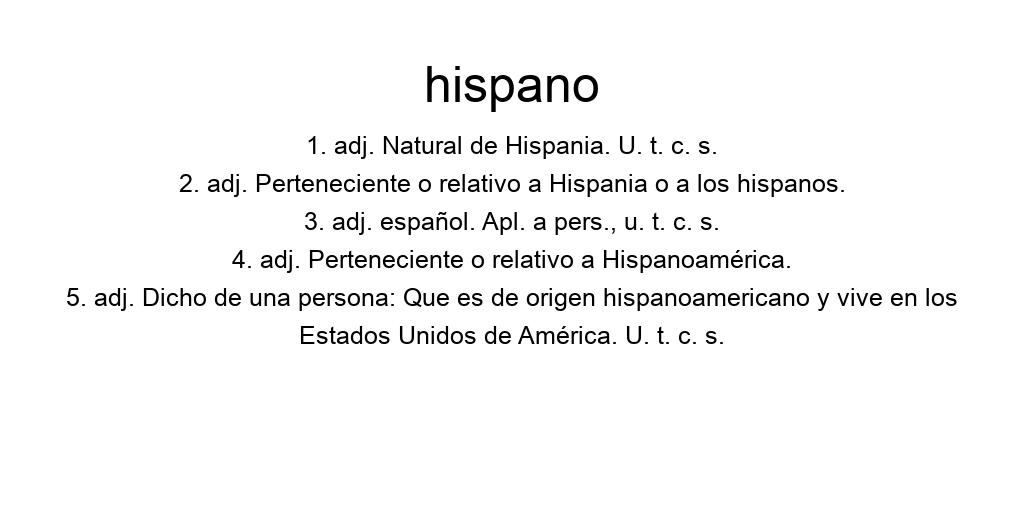 hispano
1. adj. Natural de Hispania. U. t. c. s.
2. adj. Perteneciente o relativo a Hispania o a los hispanos.
3. adj. español. Apl. a pers., u. t. c. s.
4. adj. Perteneciente o relativo a Hispanoamérica.
5. adj. Dicho de una persona: Que es de origen hispanoamericano y vive en los
Estados Unidos de América. U. t. c. s.